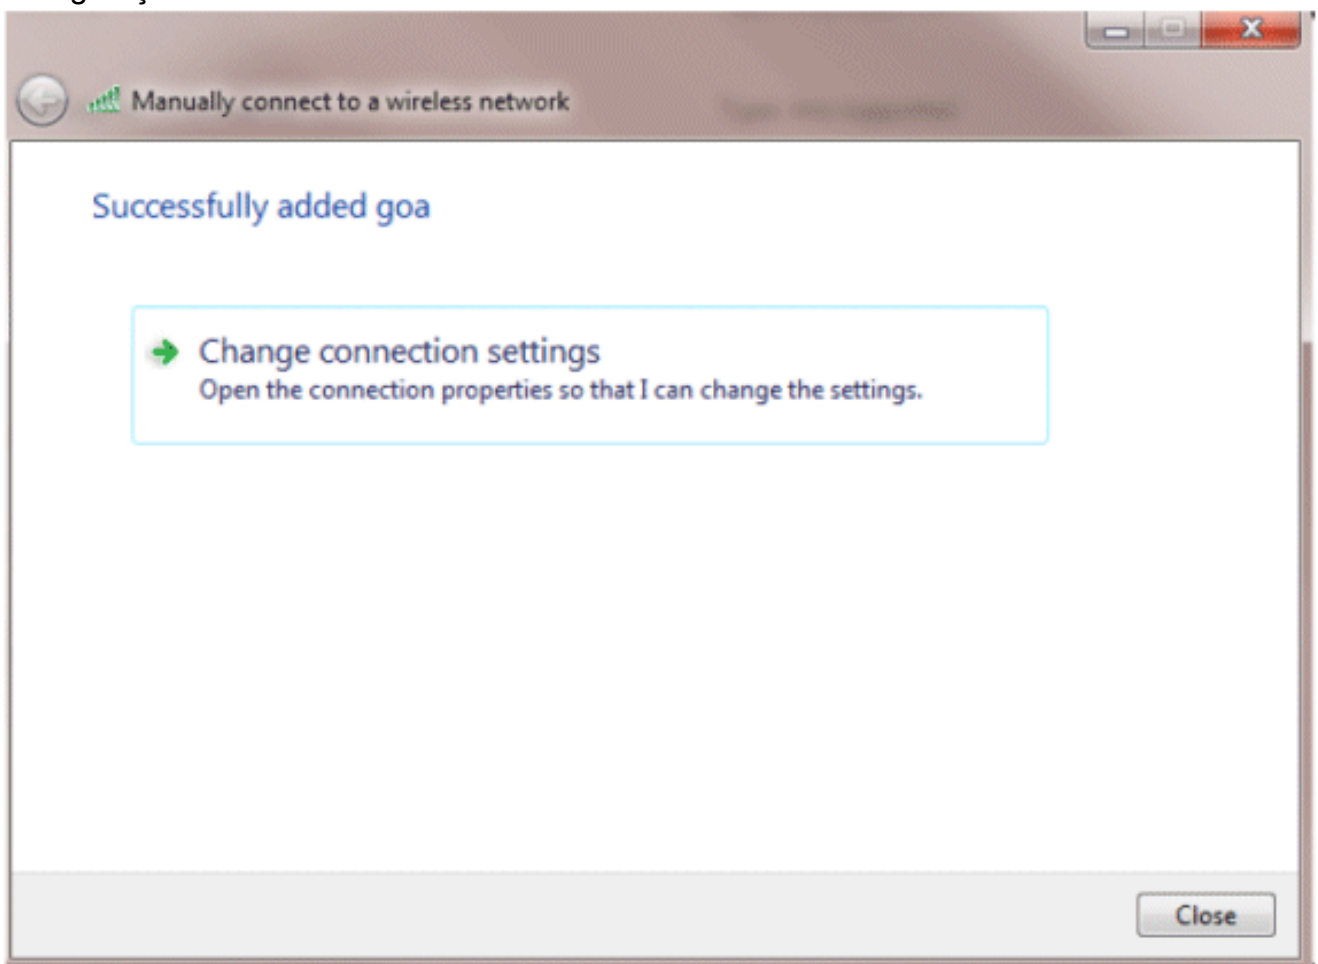 Manually connect to a wireless network
Successfully added goa
Change connection settings
Open the connection properties so that I can change the settings.
Close